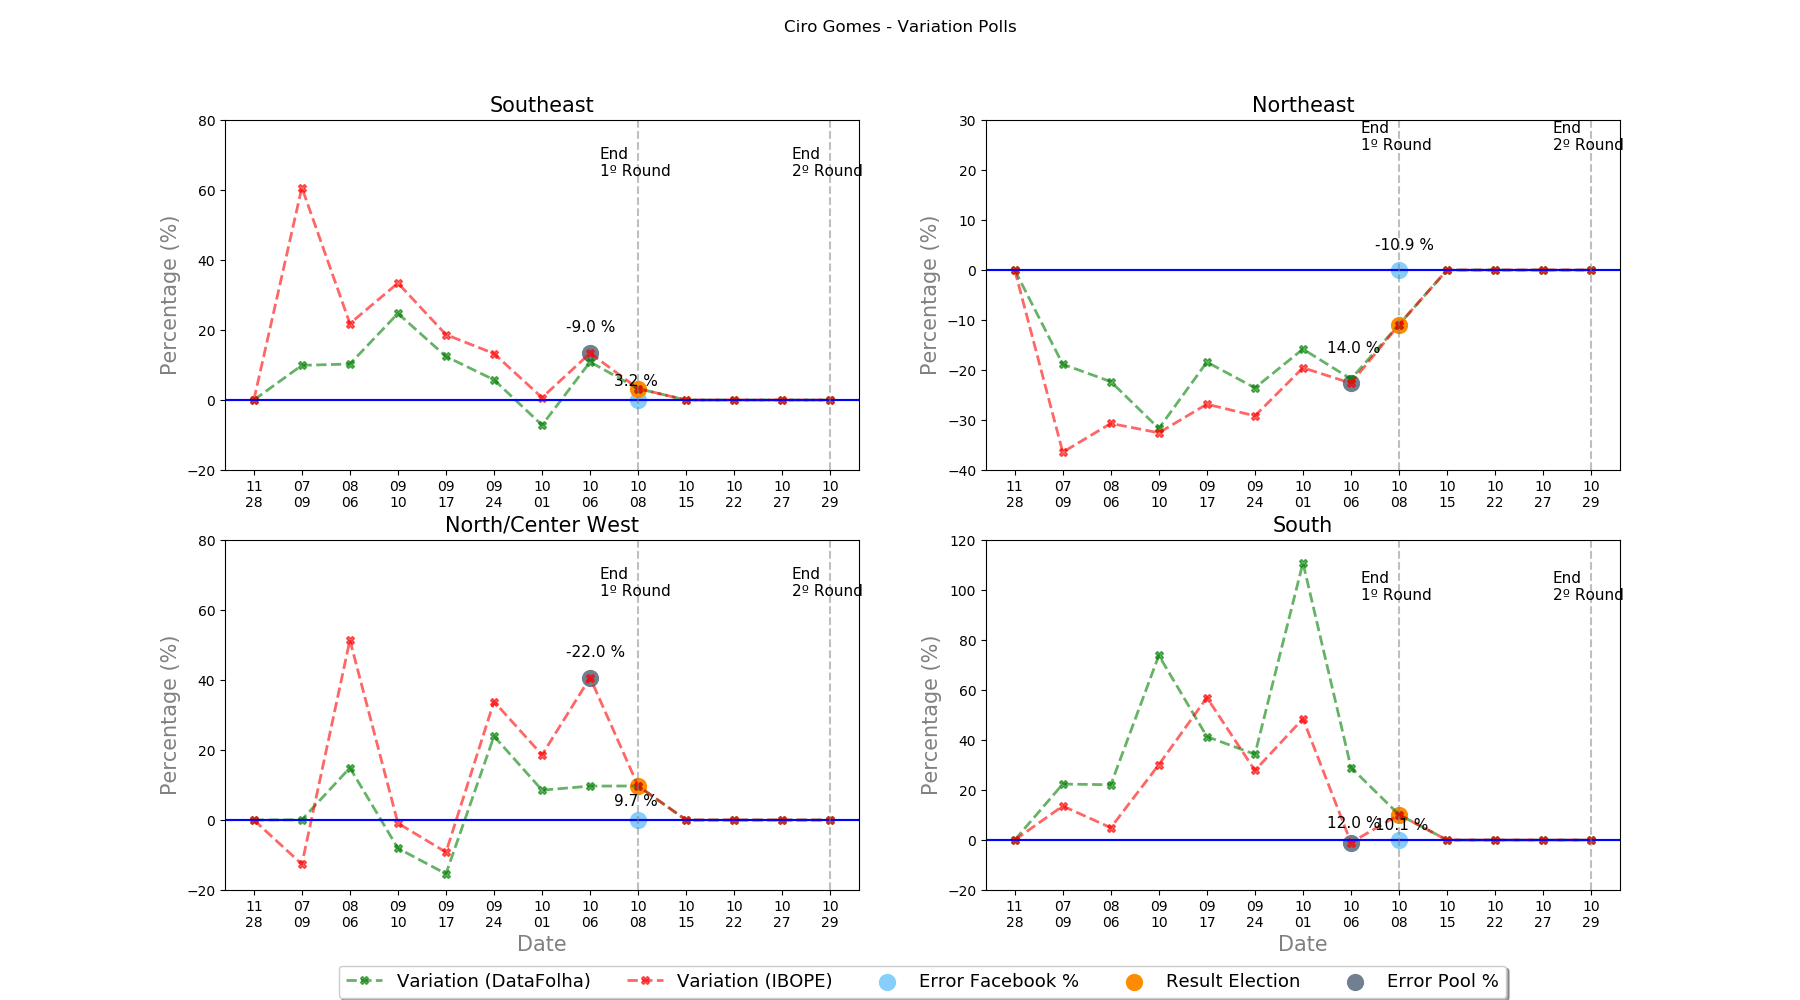 Ciro Gomes - Variation Polls
Southeast
Percentage (%)
80
60
40
20
0
−20
End
1º Round
End
2º Round
-9.0 %
3.2 %
11 07 08 09 09 09 10 10 10 10 10 10 10
28 09 06 10 17 24 01 06 08 15 22 27 29
Northeast
Percentage (%)
30
20
10
0
−10
−20
−30
−40
End
1º Round
End
2º Round
-10.9 %
14.0 %
11 07 08 09 09 09 10 10 10 10 10 10 10
28 09 06 10 17 24 01 06 08 15 22 27 29
North/Center West
Percentage (%)
80
60
40
20
0
−20
End
1º Round
End
2º Round
-22.0 %
9.7 %
11 07 08 09 09 09 10 10 10 10 10 10 10
28 09 06 10 17 24 01 06 08 15 22 27 29
Date
South
Percentage (%)
120
100
80
60
40
20
0
−20
End
1º Round
End
2º Round
12.0 %
10.1 %
11 07 08 09 09 09 10 10 10 10 10 10 10
28 09 06 10 17 24 01 06 08 15 22 27 29
Date
Variation (DataFolha) Variation (IBOPE) Error Facebook % Result Election Error Pool %